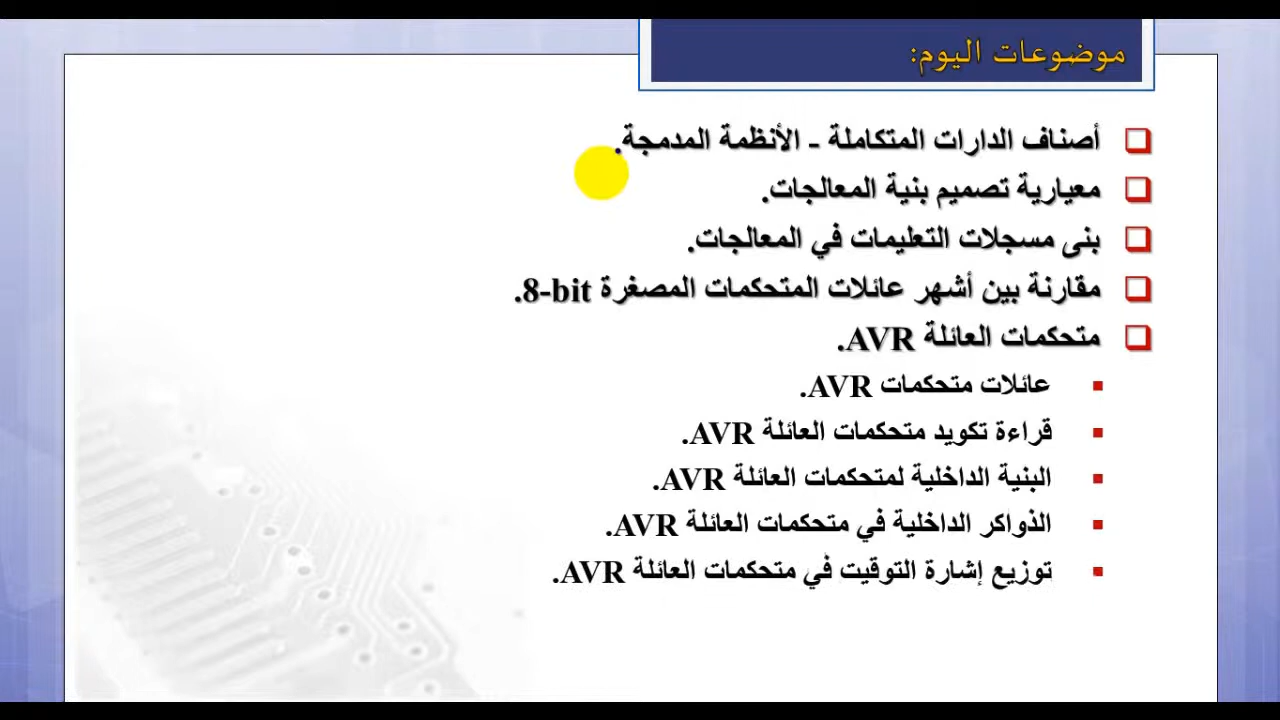 موضوعات اليوم:
أصناف الدارات المتكاملة - الأنظمة المدمجة.
معيارية تصميم بنية المعالجات.
بنى مسجلات التعليمات في المعالجات.
مقارنة بين أشهر عائلات المتحكمات المصغرة 8-bit.
متحكمات العائلة AVR.
عائلات متحكمات AVR.
قراءة تكويد متحكمات العائلة AVR.
البنية الداخلية لمتحكمات العائلة AVR.
الذواكر الداخلية في متحكمات العائلة AVR.
توزيع إشارة التوقيت في متحكمات العائلة AVR.